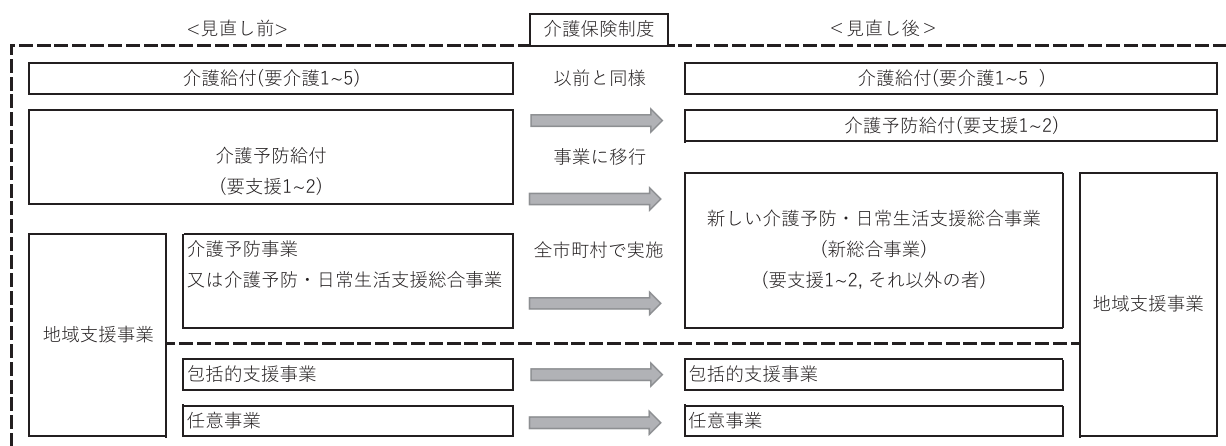 <見直し前>
介護保険制度
<見直し後>
介護給付(要介護1~5)
以前と同様
介護給付(要介護1~5 )
介護予防給付
(要支援1~2)
介護予防給付(要支援1~2)
事業に移行
新しい介護予防・日常生活支援総合事業
(新総合事業)
(要支援1~2, それ以外の者)
地域支援事業
介護予防事業
又は介護予防・日常生活支援総合事業
全市町村で実施
地域支援事業
包括的支援事業
包括的支援事業
任意事業
任意事業